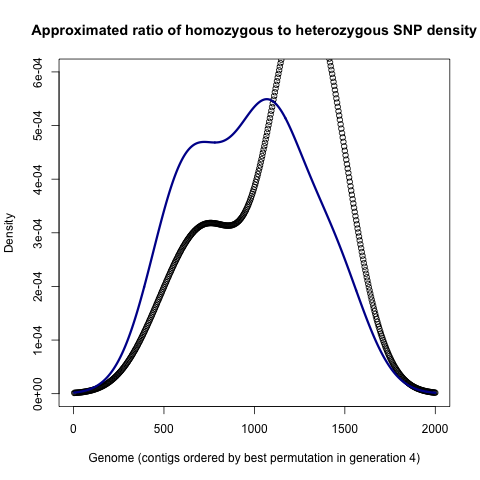 Approximated ratio of homozygous to heterozygous SNP density
6e-04
5e-04
4e-04
3e-04
2e-04
1e-04
0e+00
Density
0 500 1000 1500 2000
Genome (contigs ordered by best permutation in generation 4)